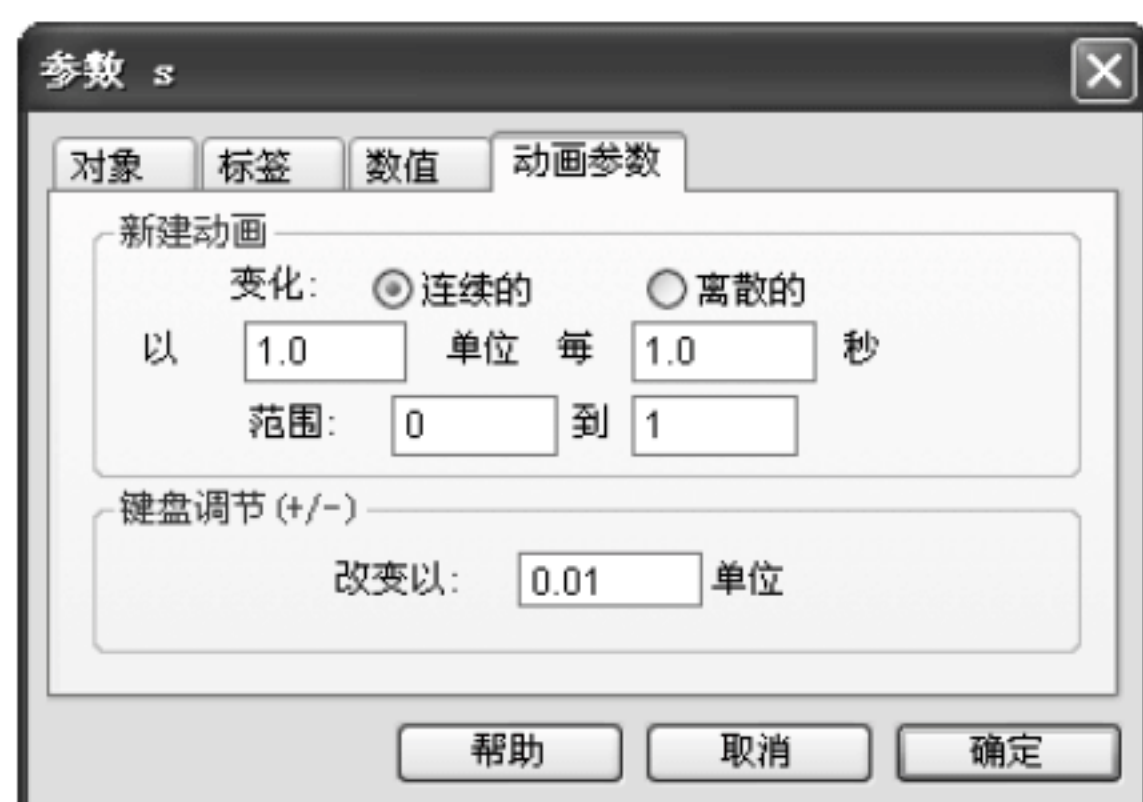 参数 s
对象 标签 数值 动画参数
新建动画
变化: 连续的 离散的
以 1.0 单位 每 1.0 秒
范围: 0 到 1
键盘调节(+/-)
改变以: 0.01 单位
帮助 取消 确定